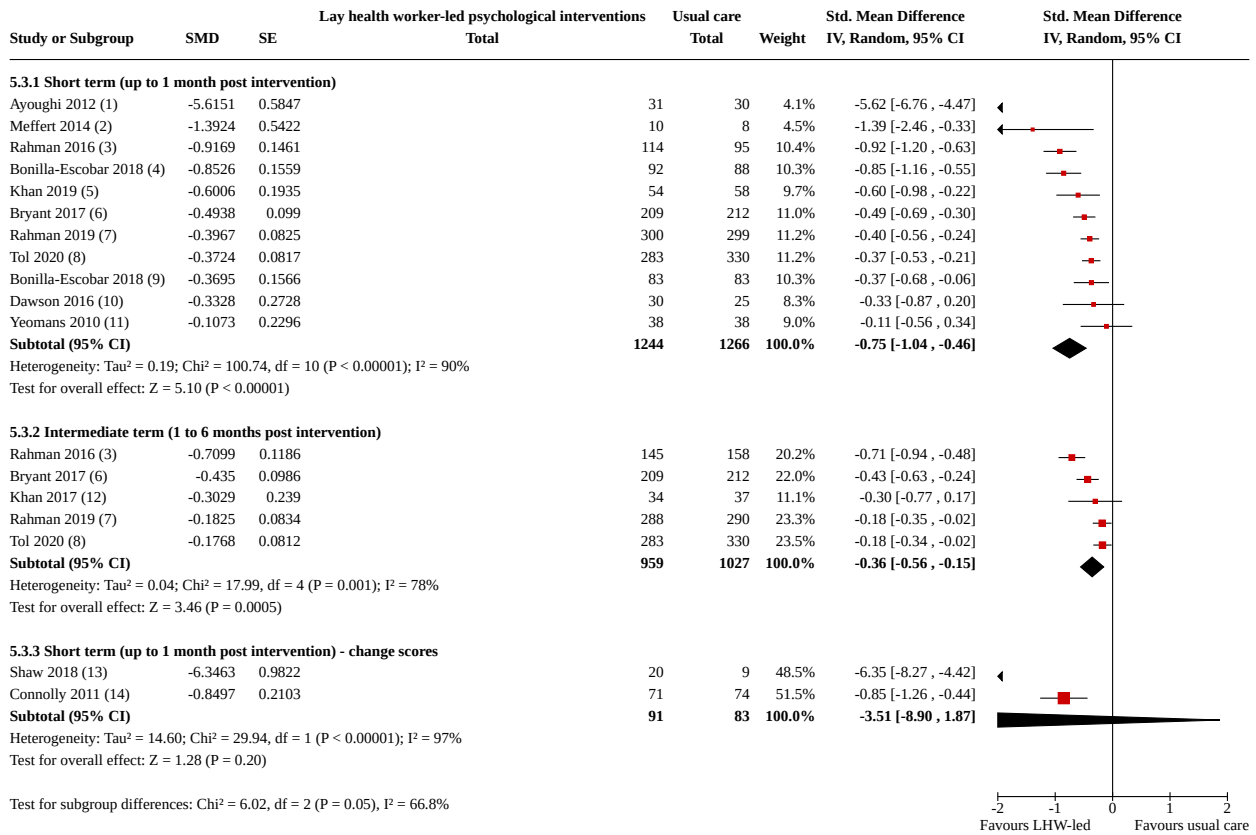 Lay health worker-led psychological interventions Usual care Std. Mean Difference Std. Mean Difference
Study or Subgroup SMD SE Total Total Weight IV, Random, 95% CI IV, Random, 95% CI
5.3.1 Short term (up to 1 month post intervention)
Ayoughi 2012 (1) -5.6151 0.5847 31 30 4.1% -5.62 [-6.76 , -4.47]
Meffert 2014 (2) -1.3924 0.5422 10 8 4.5% -1.39 [-2.46 , -0.33]
Rahman 2016 (3) -0.9169 0.1461 114 95 10.4% -0.92 [-1.20 , -0.63]
Bonilla-Escobar 2018 (4) -0.8526 0.1559 92 88 10.3% -0.85 [-1.16 , -0.55]
Khan 2019 (5) -0.6006 0.1935 54 58 9.7% -0.60 [-0.98 , -0.22]
Bryant 2017 (6) -0.4938 0.099 209 212 11.0% -0.49 [-0.69 , -0.30]
Rahman 2019 (7) -0.3967 0.0825 300 299 11.2% -0.40 [-0.56 , -0.24]
Tol 2020 (8) -0.3724 0.0817 283 330 11.2% -0.37 [-0.53 , -0.21]
Bonilla-Escobar 2018 (9) -0.3695 0.1566 83 83 10.3% -0.37 [-0.68 , -0.06]
Dawson 2016 (10) -0.3328 0.2728 30 25 8.3% -0.33 [-0.87 , 0.20]
Yeomans 2010 (11) -0.1073 0.2296 38 38 9.0% -0.11 [-0.56 , 0.34]
Subtotal (95% CI) 1244 1266 100.0% -0.75 [-1.04 , -0.46]
Heterogeneity: Tau² = 0.19; Chi² = 100.74, df = 10 (P < 0.00001); I² = 90%
Test for overall effect: Z = 5.10 (P < 0.00001)
5.3.2 Intermediate term (1 to 6 months post intervention)
Rahman 2016 (3) -0.7099 0.1186 145 158 20.2% -0.71 [-0.94 , -0.48]
Bryant 2017 (6) -0.435 0.0986 209 212 22.0% -0.43 [-0.63 , -0.24]
Khan 2017 (12) -0.3029 0.239 34 37 11.1% -0.30 [-0.77 , 0.17]
Rahman 2019 (7) -0.1825 0.0834 288 290 23.3% -0.18 [-0.35 , -0.02]
Tol 2020 (8) -0.1768 0.0812 283 330 23.5% -0.18 [-0.34 , -0.02]
Subtotal (95% CI) 959 1027 100.0% -0.36 [-0.56 , -0.15]
Heterogeneity: Tau² = 0.04; Chi² = 17.99, df = 4 (P = 0.001); I² = 78%
Test for overall effect: Z = 3.46 (P = 0.0005)
5.3.3 Short term (up to 1 month post intervention) - change scores
Shaw 2018 (13) -6.3463 0.9822 20 9 48.5% -6.35 [-8.27 , -4.42]
Connolly 2011 (14) -0.8497 0.2103 71 74 51.5% -0.85 [-1.26 , -0.44]
Subtotal (95% CI) 91 83 100.0% -3.51 [-8.90 , 1.87]
Heterogeneity: Tau² = 14.60; Chi² = 29.94, df = 1 (P < 0.00001); I² = 97%
Test for overall effect: Z = 1.28 (P = 0.20)
Test for subgroup differences: Chi² = 6.02, df = 2 (P = 0.05), I² = 66.8%
-2 -1 0 1 2
Favours LHW-led Favours usual care